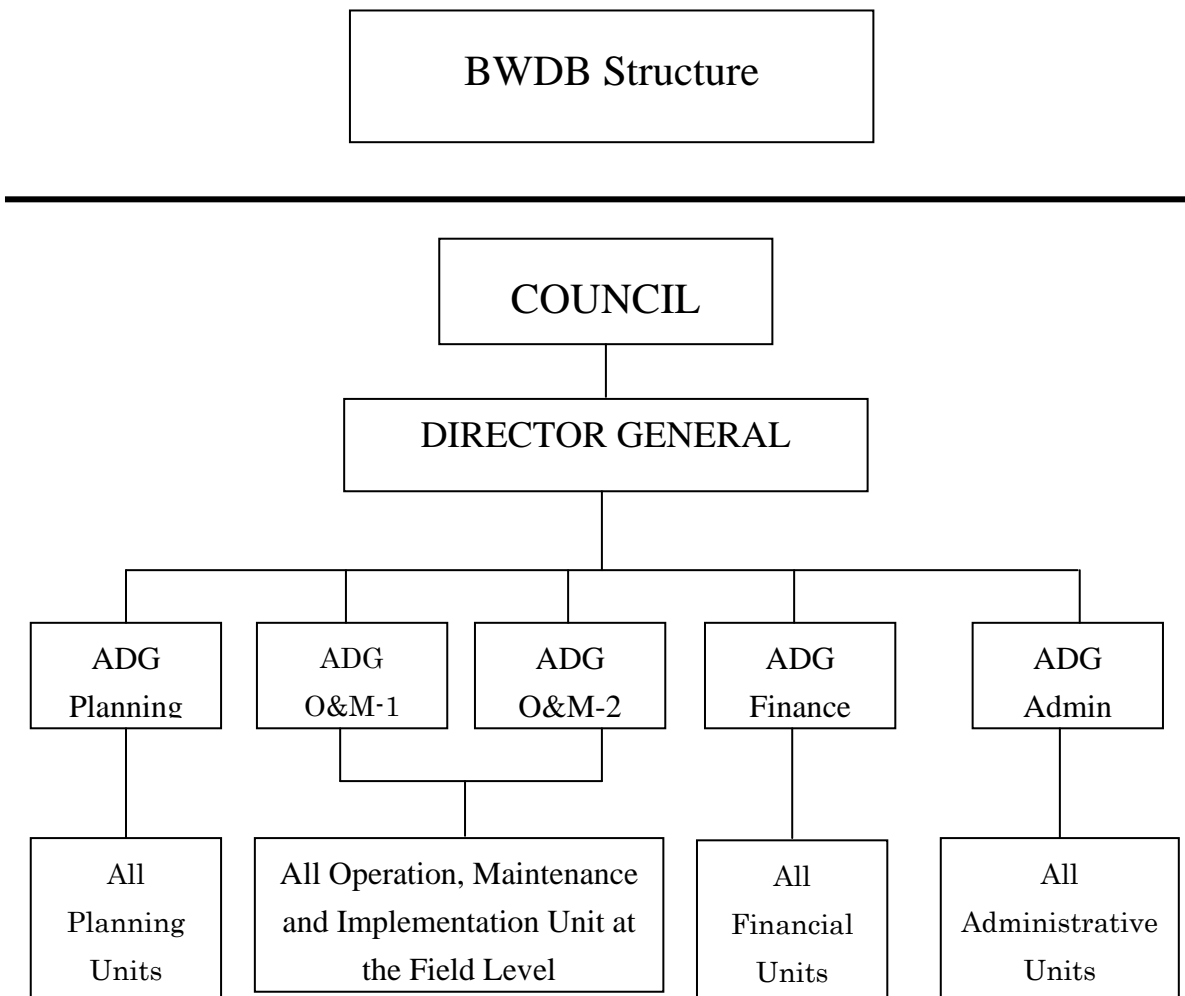 BWDB Structure
COUNCIL
DIRECTOR GENERAL
ADG
Planning
ADG
O&M-1
ADG
O&M-2
ADG
Finance
ADG
Admin
All
Planning
Units
All Operation, Maintenance
and Implementation Unit at
the Field Level
All
Financial
Units
All
Administrative
Units